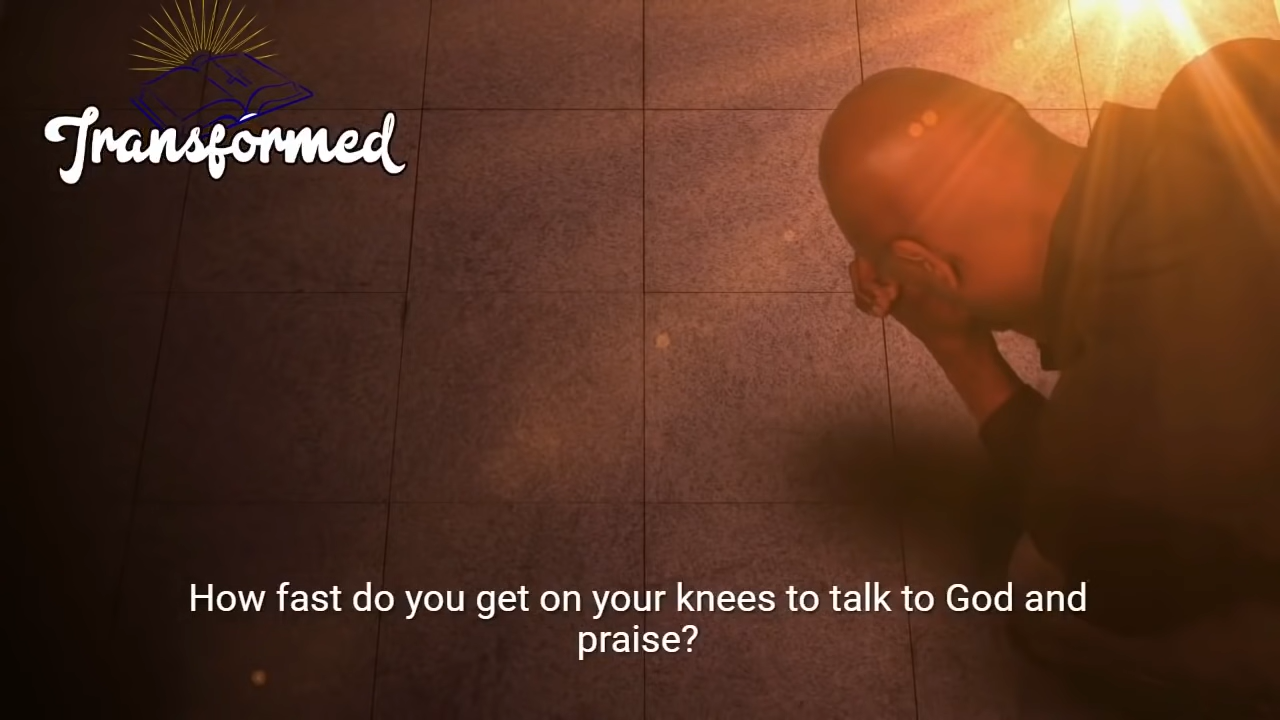 Transformed
How fast do you get on your knees to talk to God and
praise?